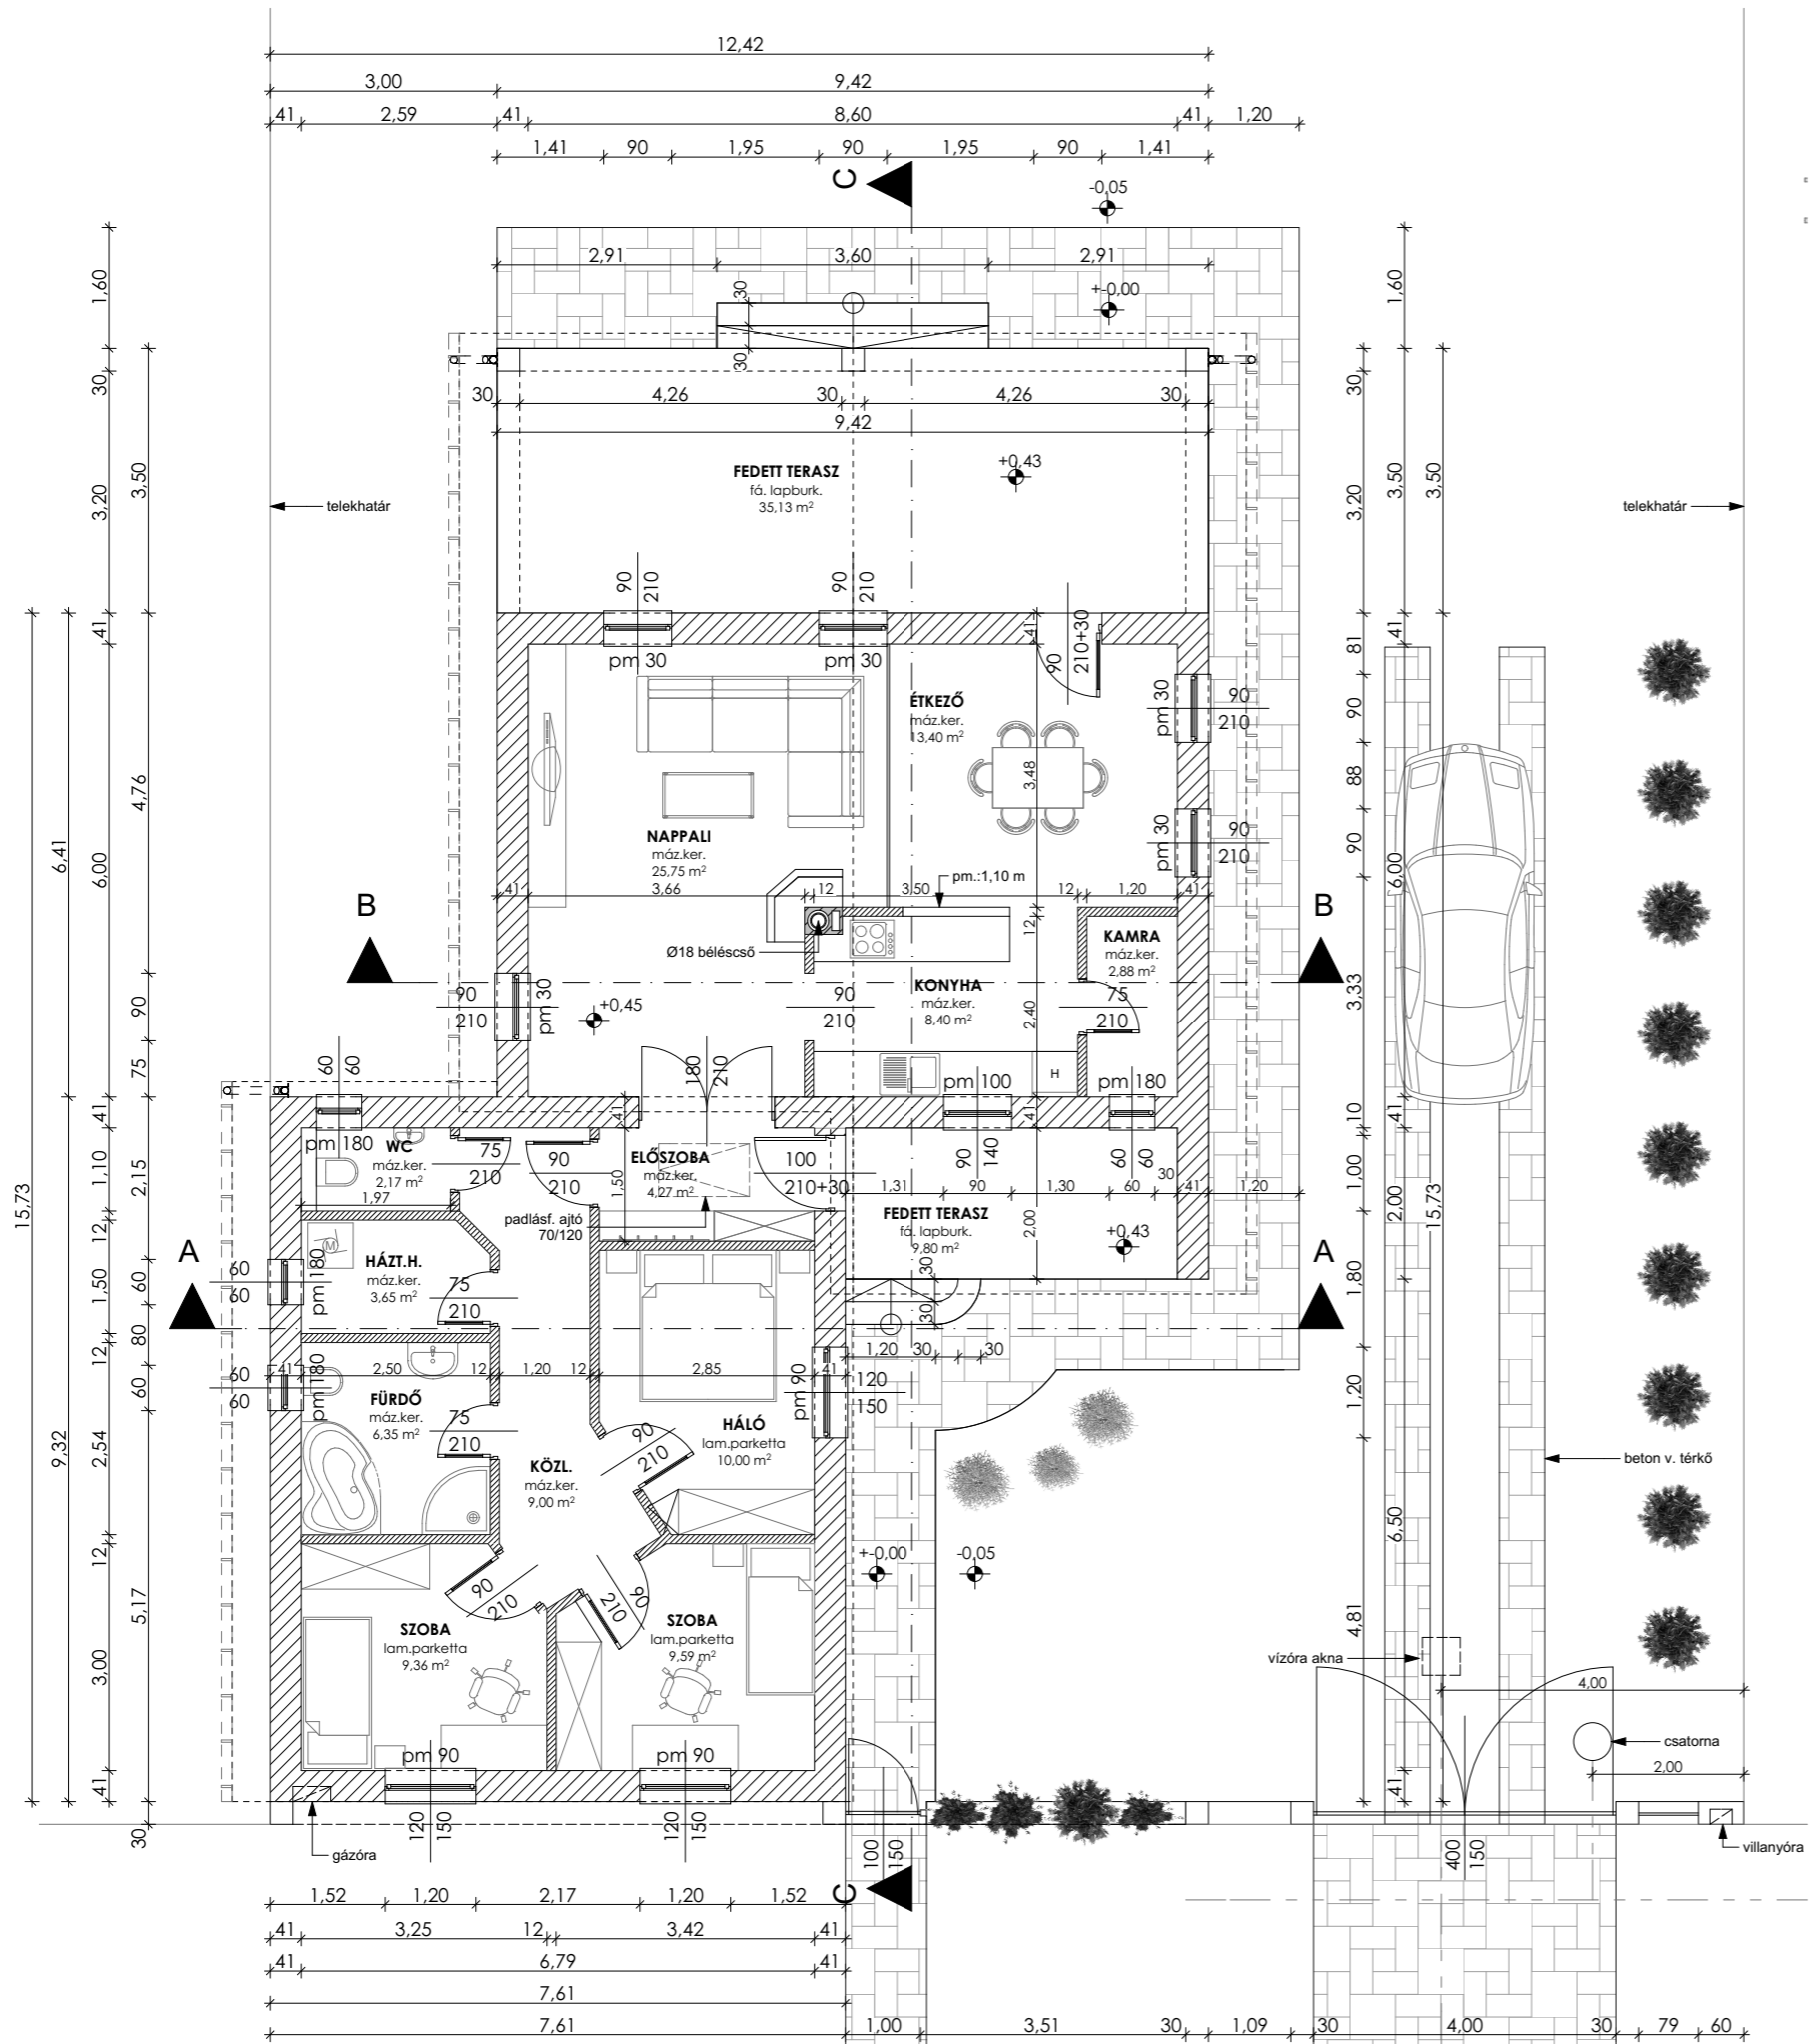 12,42
3,00 9,42
41 2,59 41 8,60 41 1,20
1,41 90 1,95 90 1,95 90 1,41
C
-0,05
2,91 3,60 2,91
+-0,00
30
30
30 4,26 30 4,26 30
9,42
FEDETT TERASZ
fá. lapburk.
35,13 m²
+0,43
telekhatár
telekhatár
1,60
30
3,20
3,50
41
4,76
6,00
6,41
90
75
41
1,10
2,15
12
1,50
60
80
12
60
2,54
9,32
15,73
12
5,17
3,00
41
30
90
210
pm 30
90
210
pm 30
90
210+30
41
NAPPALI
máz.ker.
25,75 m²
ÉTKEZŐ
máz.ker.
13,40 m²
3,48
pm 30
90
210
pm 30
90
210
41 3,66 12 3,50 12 1,20 41
pm.:1,10 m
B
B
Ø18 béléscső
12
KAMRA
máz.ker.
2,88 m²
KONYHA
máz.ker.
8,40 m²
2,40
90
210
pm 30
+0,45
90
210
75
210
H
180
210
pm 100
pm 180
60
60
pm 180
WC
máz.ker.
2,17 m²
1,97
75
210
90
210
41
1,50
ELŐSZOBA
máz.ker.
4,27 m²
100
210+30
padlásf. ajtó
70/120
90
140
60
60
41
30
1,31 90 1,30 60 41 1,20
FEDETT TERASZ
fá. lapburk.
9,80 m²
2,00
+0,43
A
A
HÁZT.H.
máz.ker.
3,65 m²
M
60
60
pm 180
75
210
30
30
1,20 30 30
60
60
pm 180
41 2,50 12 1,20 12 2,85 41
FÜRDŐ
máz.ker.
6,35 m²
75
210
pm 90
120
150
HÁLÓ
lam.parketta
10,00 m²
90
210
KÖZL.
máz.ker.
9,00 m²
+-0,00
-0,05
90
210
210
90
SZOBA
lam.parketta
9,36 m²
SZOBA
lam.parketta
9,59 m²
pm 90
120
150
pm 90
120
150
gázóra
100
150
C
1,60
30
3,20
3,50
3,50
81
41
90
88
90
6,00
3,33
10
41
1,00
2,00
15,73
1,80
1,20
6,50
4,81
41
beton v. térkő
vízóra akna
4,00
csatorna
2,00
400
150
villanyóra
1,52 1,20 2,17 1,20 1,52
41 3,25 12 3,42 41
41 6,79 41
7,61
7,61 1,00 3,51 30 1,09 30 4,00 30 79 60